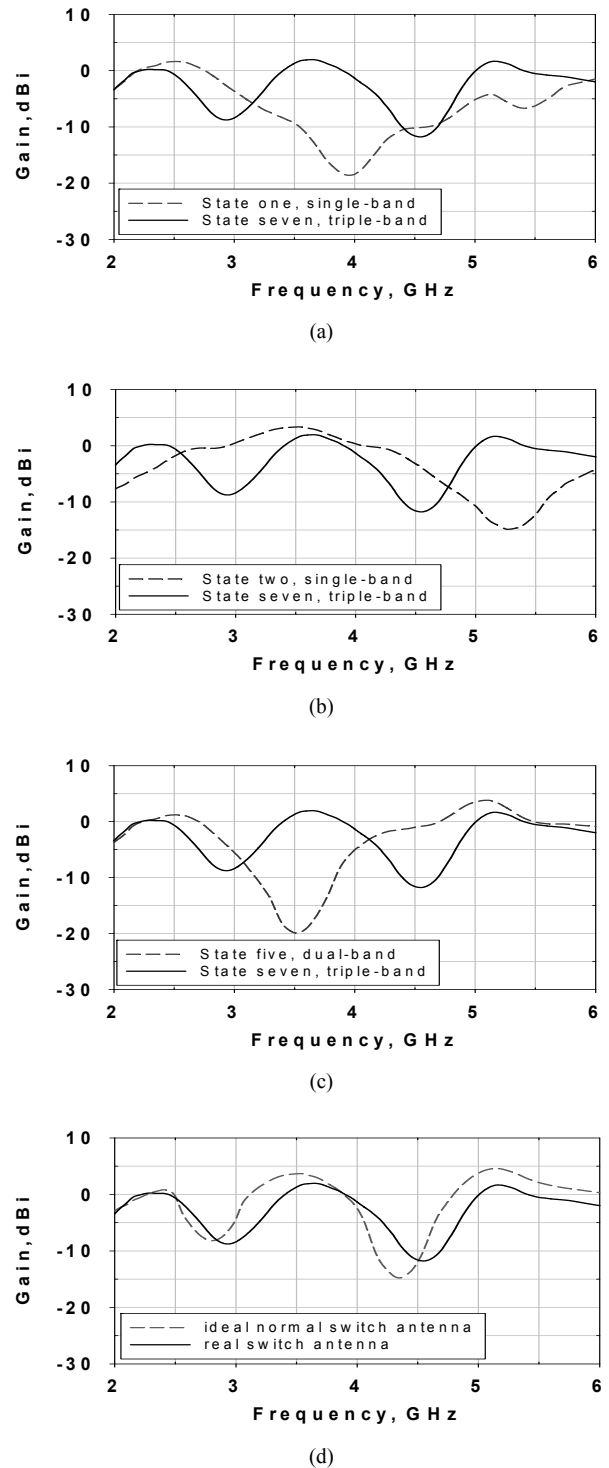 10
0
-10
-20
-30
Gain, dBi
State one, single-band
State seven, triple-band
2 3 4 5 6
Frequency, GHz
(a)
10
0
-10
-20
-30
Gain, dBi
State two, single-band
State seven, triple-band
2 3 4 5 6
Frequency, GHz
(b)
10
0
-10
-20
-30
Gain, dBi
State five, dual-band
State seven, triple-band
2 3 4 5 6
Frequency, GHz
(c)
10
0
-10
-20
-30
Gain, dBi
ideal normal switch antenna
real switch antenna
2 3 4 5 6
Frequency, GHz
(d)